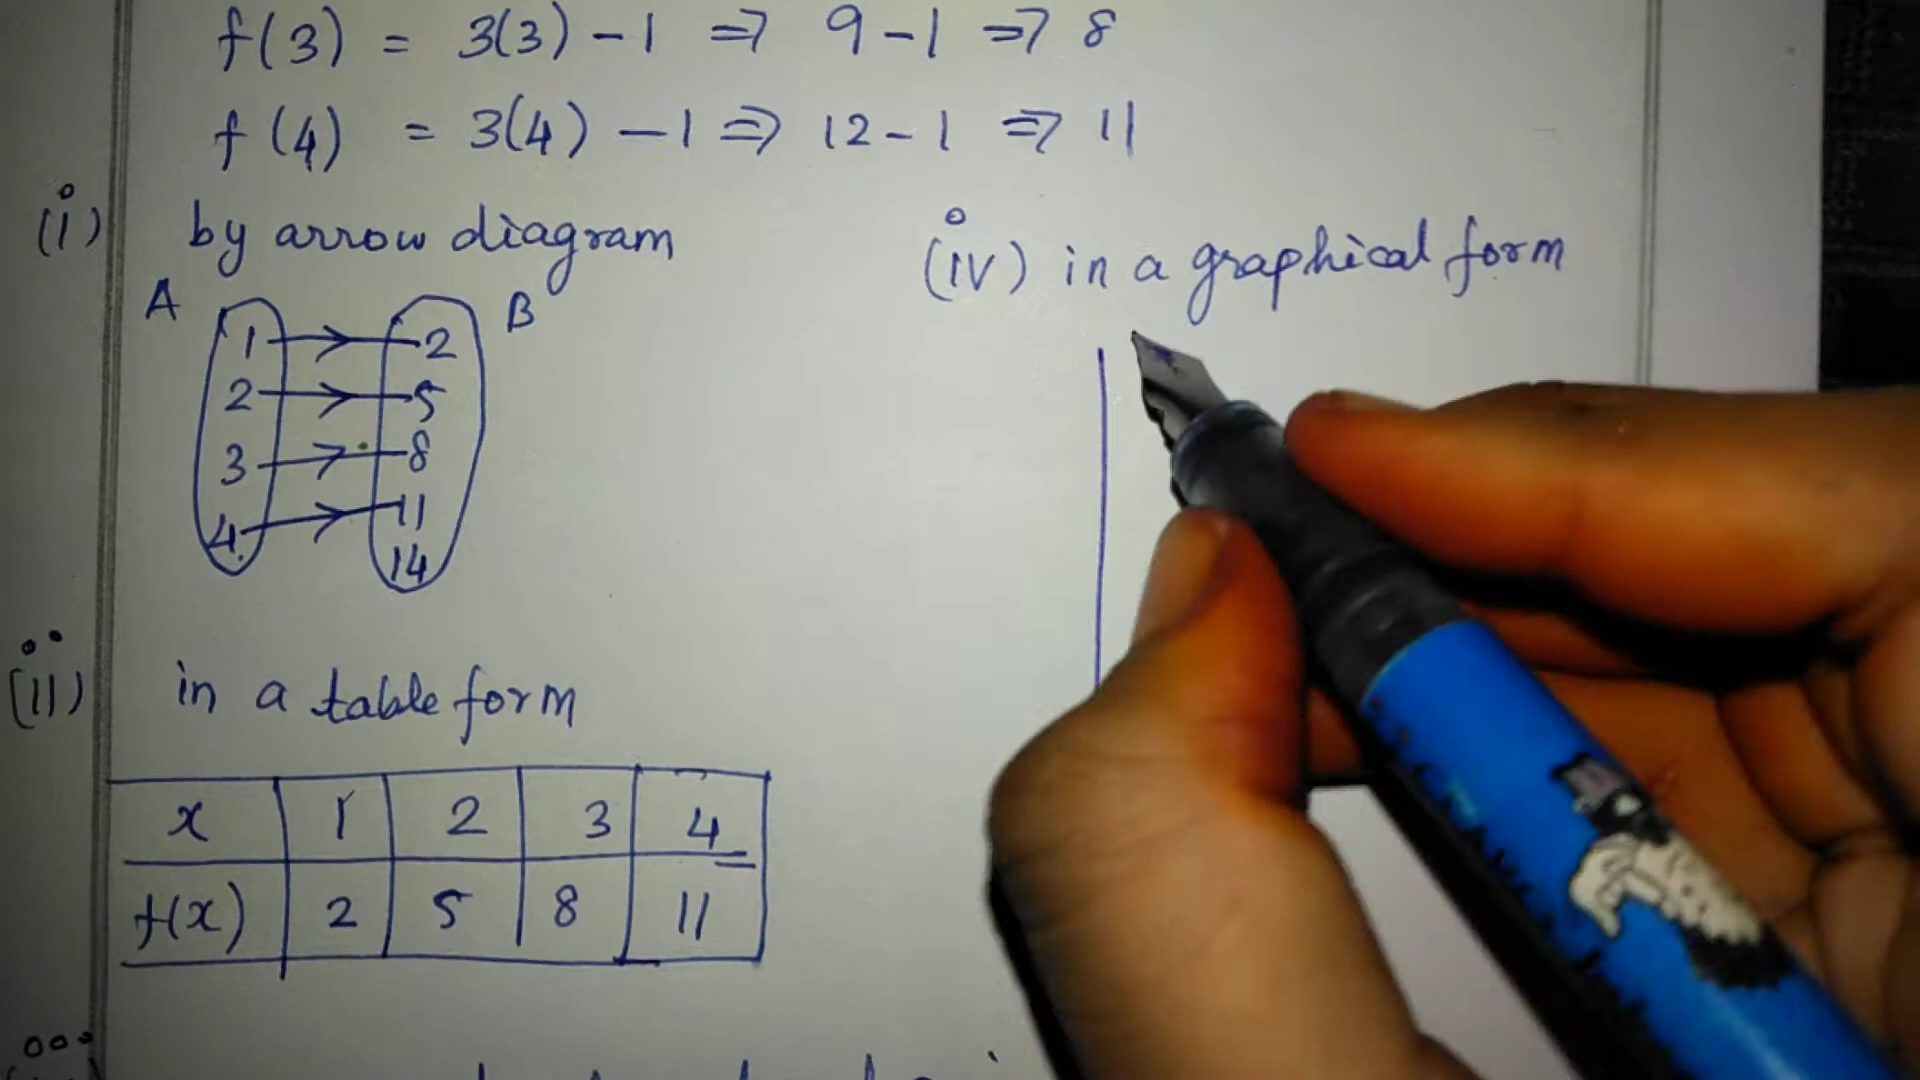 f(3) = 3(3) - 1 ⇒ 9 - 1 ⇒ 8
f(4) = 3(4) - 1 ⇒ 12 - 1 ⇒ 11
(i) by arrow diagram
A B
1 2
2 5
3 8
4 11
14
(ii) in a table form
x 1 2 3 4
f(x) 2 5 8 11
(iv) in a graphical form